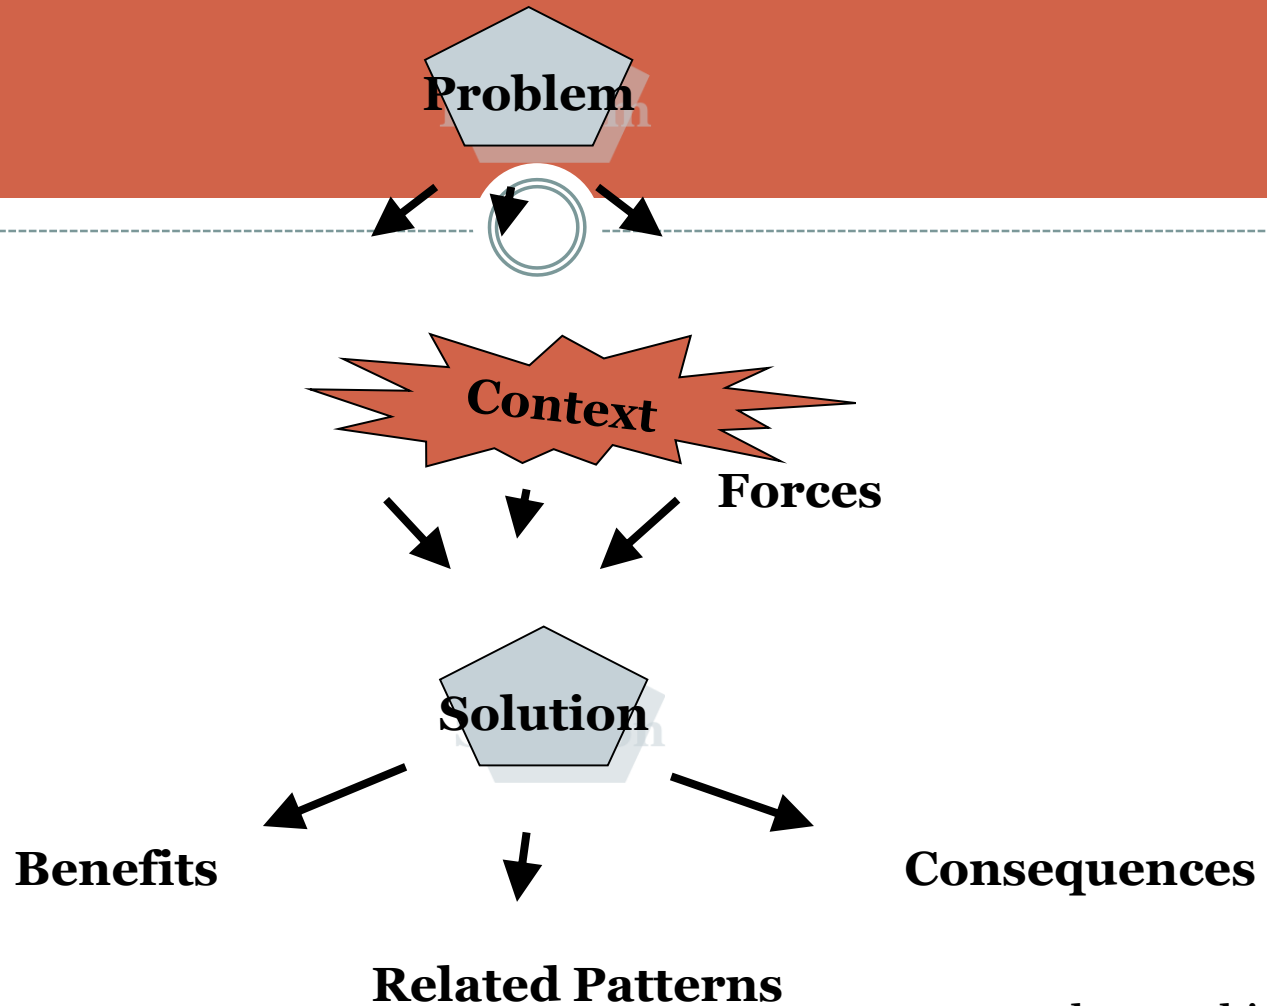 Problem
Context
Forces
Solution
Benefits
Consequences
Related Patterns